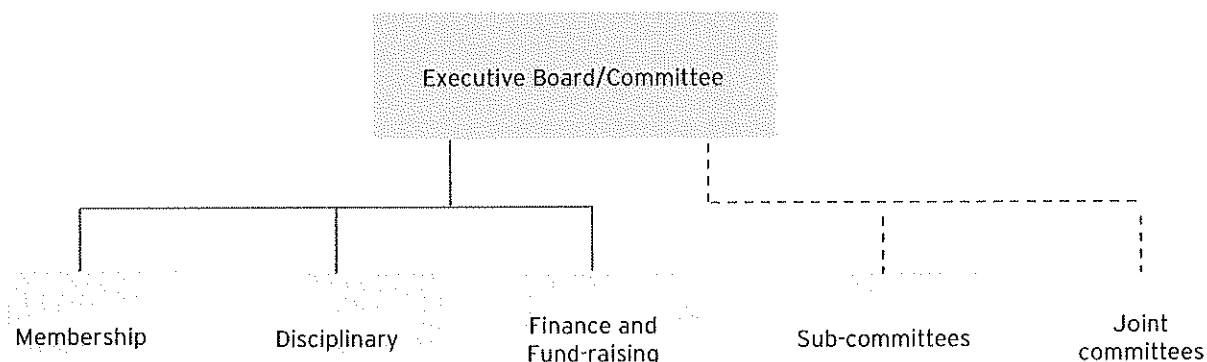 Executive Board/Committee
Membership
Disciplinary
Finance and
Fund-raising
Sub-committees
Joint
committees